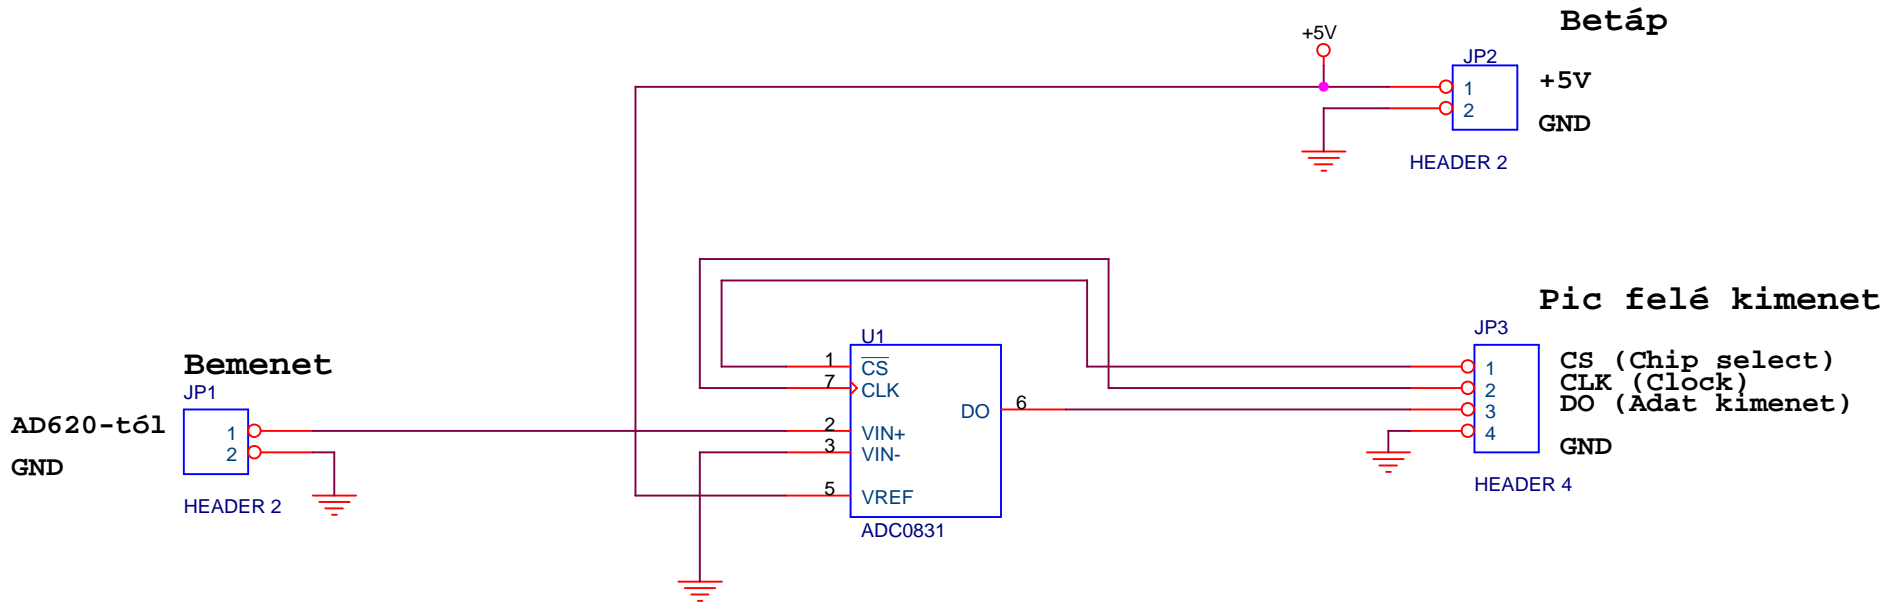 Betáp
+5V
JP2
1
2
+5V
GND
HEADER 2
Pic felé kimenet
JP3
1
2
3
4
CS (Chip select)
CLK (Clock)
DO (Adat kimenet)
GND
HEADER 4
Bemenet
JP1
AD620-tól
GND
1
2
HEADER 2
U1
1
CS
7
CLK
2
VIN+
3
VIN-
5
VREF
DO
6
ADC0831